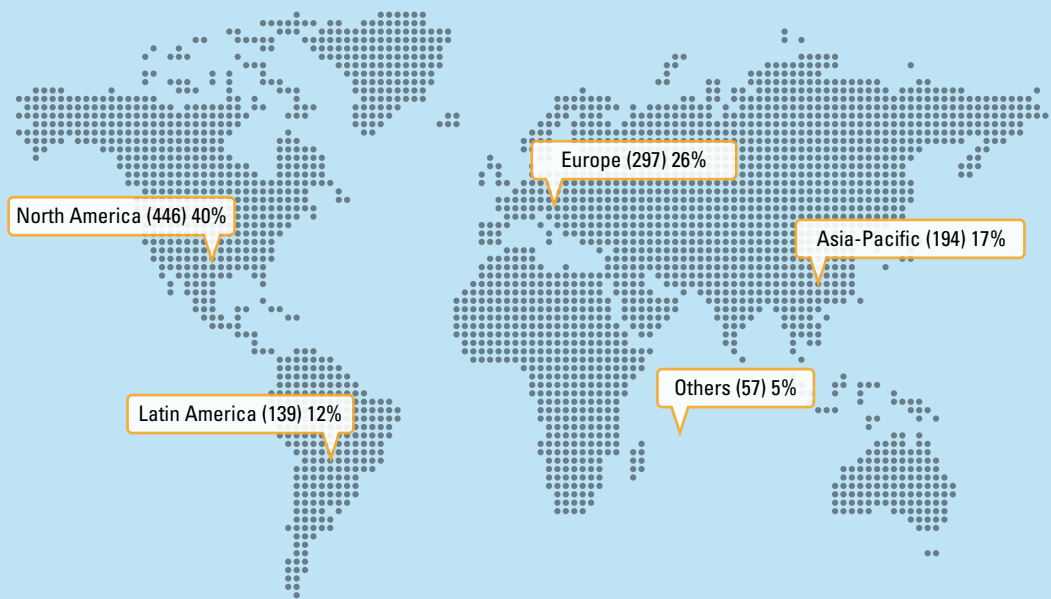 Europe (297) 26%
North America (446) 40%
Asia-Pacific (194) 17%
Others (57) 5%
Latin America (139) 12%